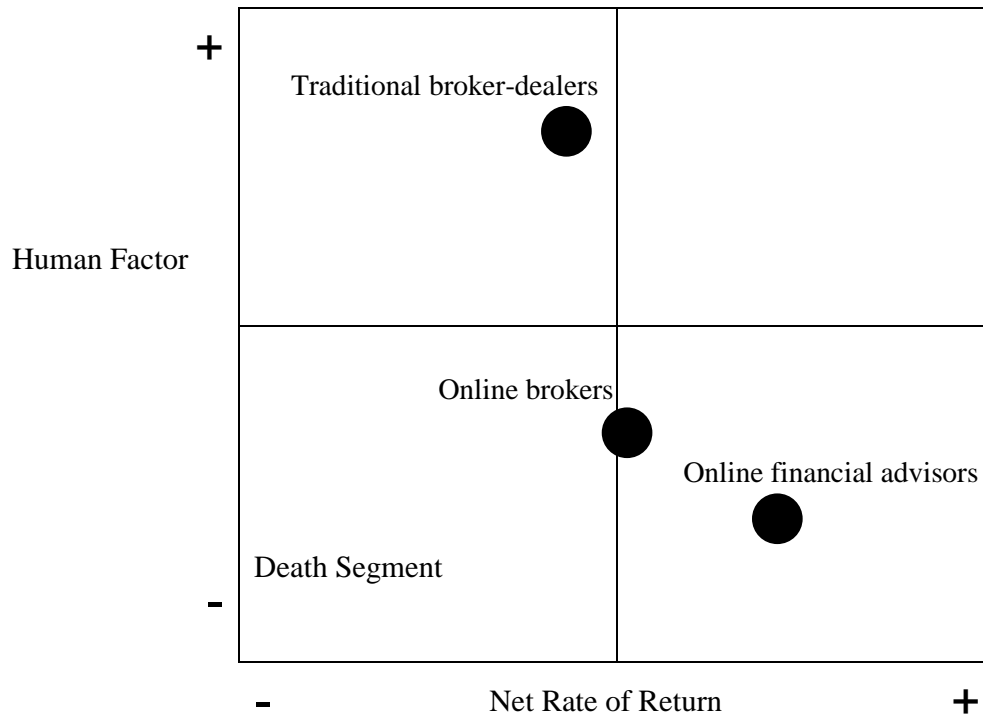 +
Traditional broker-dealers
Human Factor
Online brokers
Online financial advisors
Death Segment
-
- Net Rate of Return +